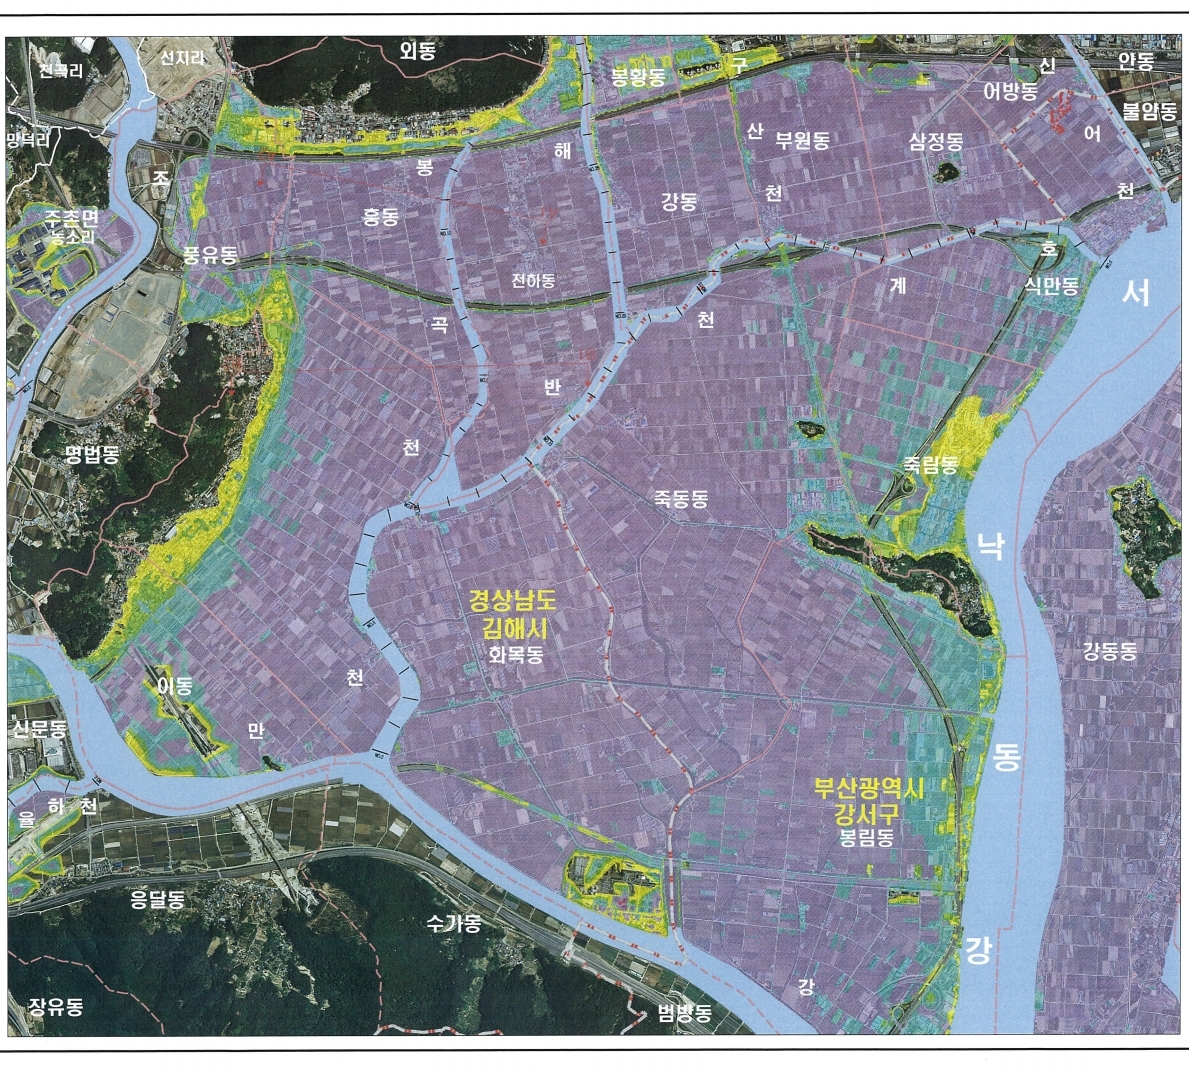 외동
선지리
천곡리
봉황동
구
신
안동
어방동
불암동
망덕리
산
부원동
삼정동
어
해
봉
조
천
천
강동
흥동
주촌면
농소리
풍유동
호
전하동
계
식만동
서
곡
천
반
천
명법동
죽림동
죽동동
낙
경상남도
김해시
화목동
강동동
천
이동
신문동
만
동
부산광역시
강서구
봉림동
율
하
천
응달동
수가동
강
강
장유동
범방동